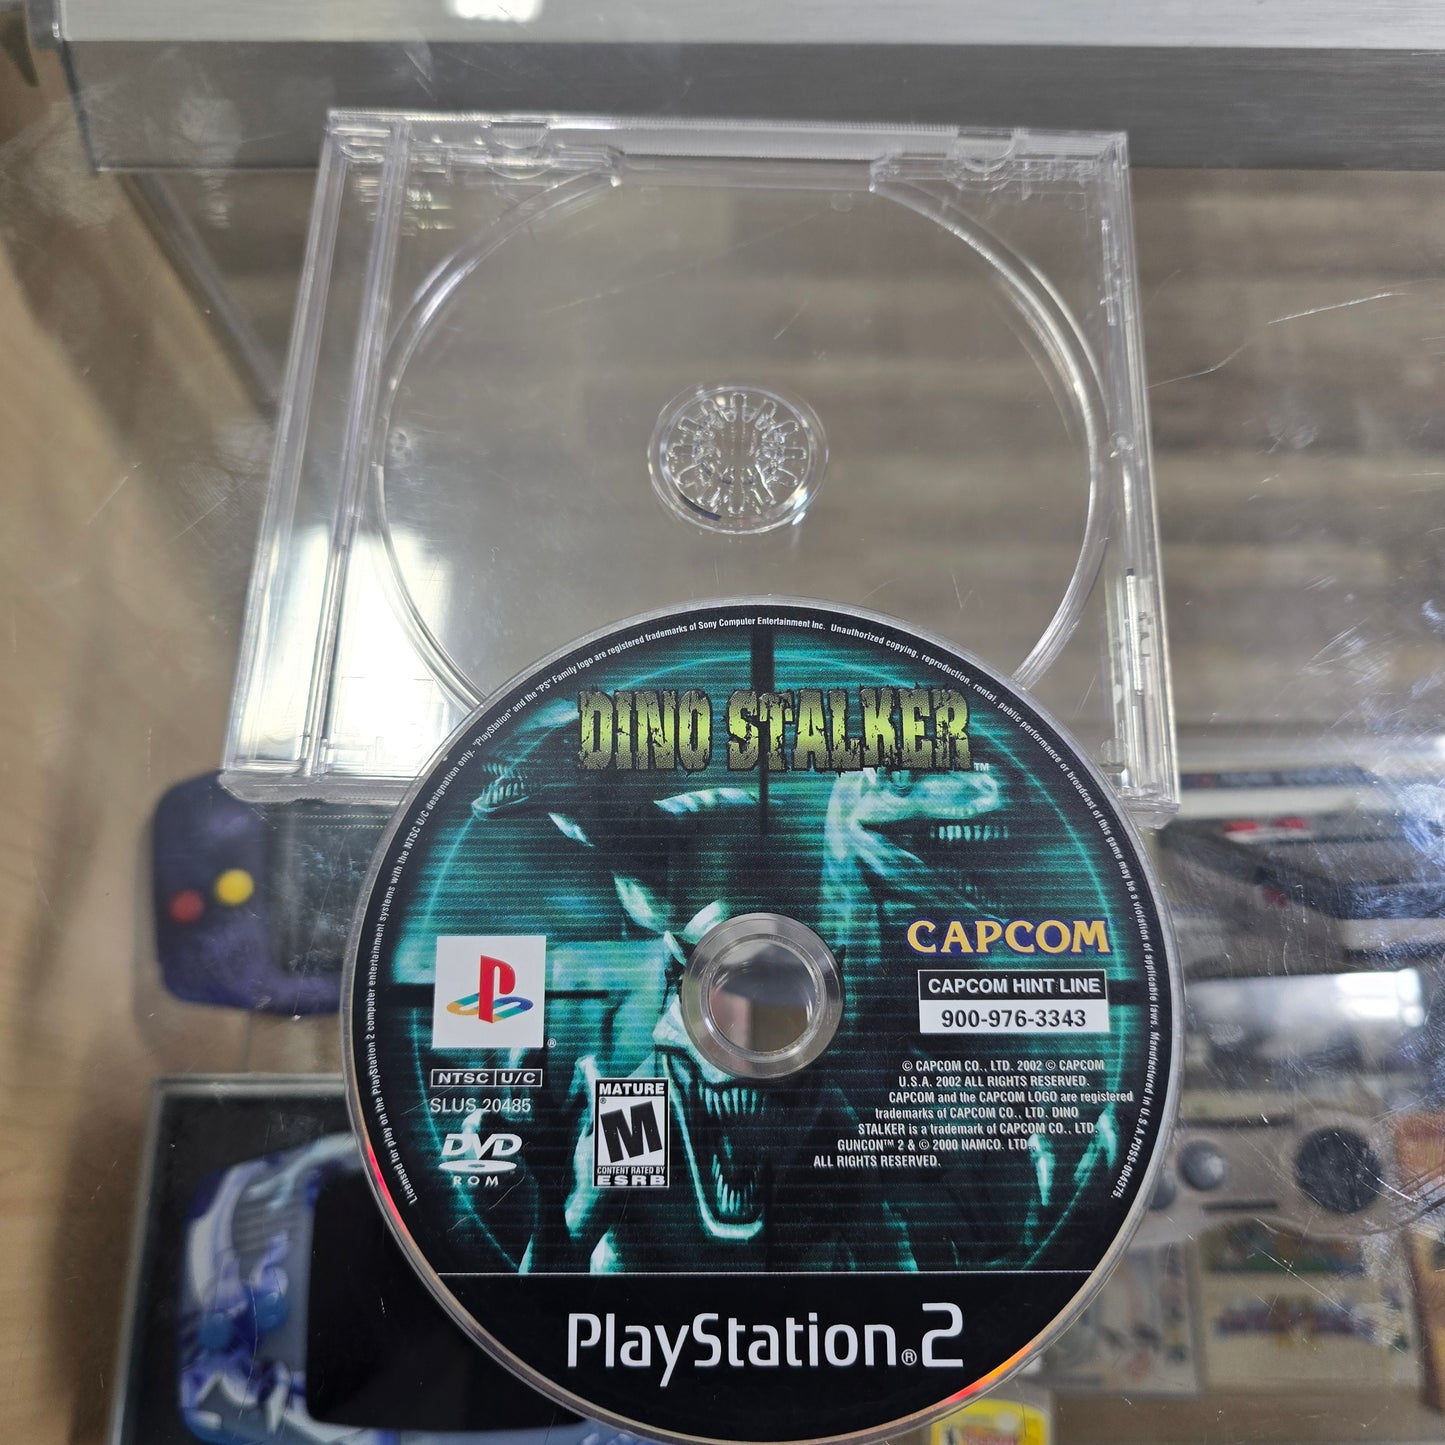 Licensed for play on the PlayStation 2 computer entertainment systems with the NTSC U/C designation only. "PlayStation" and the "PS" Family logo are registered trademarks of Sony Computer Entertainment Inc. Unauthorized copying, reproduction, rental, public performance or broadcast of this game may be a violation of applicable laws. Manufactured in U.S.A. PDSS-004375.
DINO STALKER™
CAPCOM
CAPCOM HINT LINE
900-976-3343
®
NTSC U/C
SLUS 20485
DVD
ROM
MATURE
®
M
CONTENT RATED BY
ESRB
© CAPCOM CO., LTD. 2002 © CAPCOM
U.S.A. 2002 ALL RIGHTS RESERVED.
CAPCOM and the CAPCOM LOGO are registered
trademarks of CAPCOM CO., LTD. DINO
STALKER is a trademark of CAPCOM CO., LTD.
GUNCON™ 2 & © 2000 NAMCO. LTD.
ALL RIGHTS RESERVED.
PlayStation®2